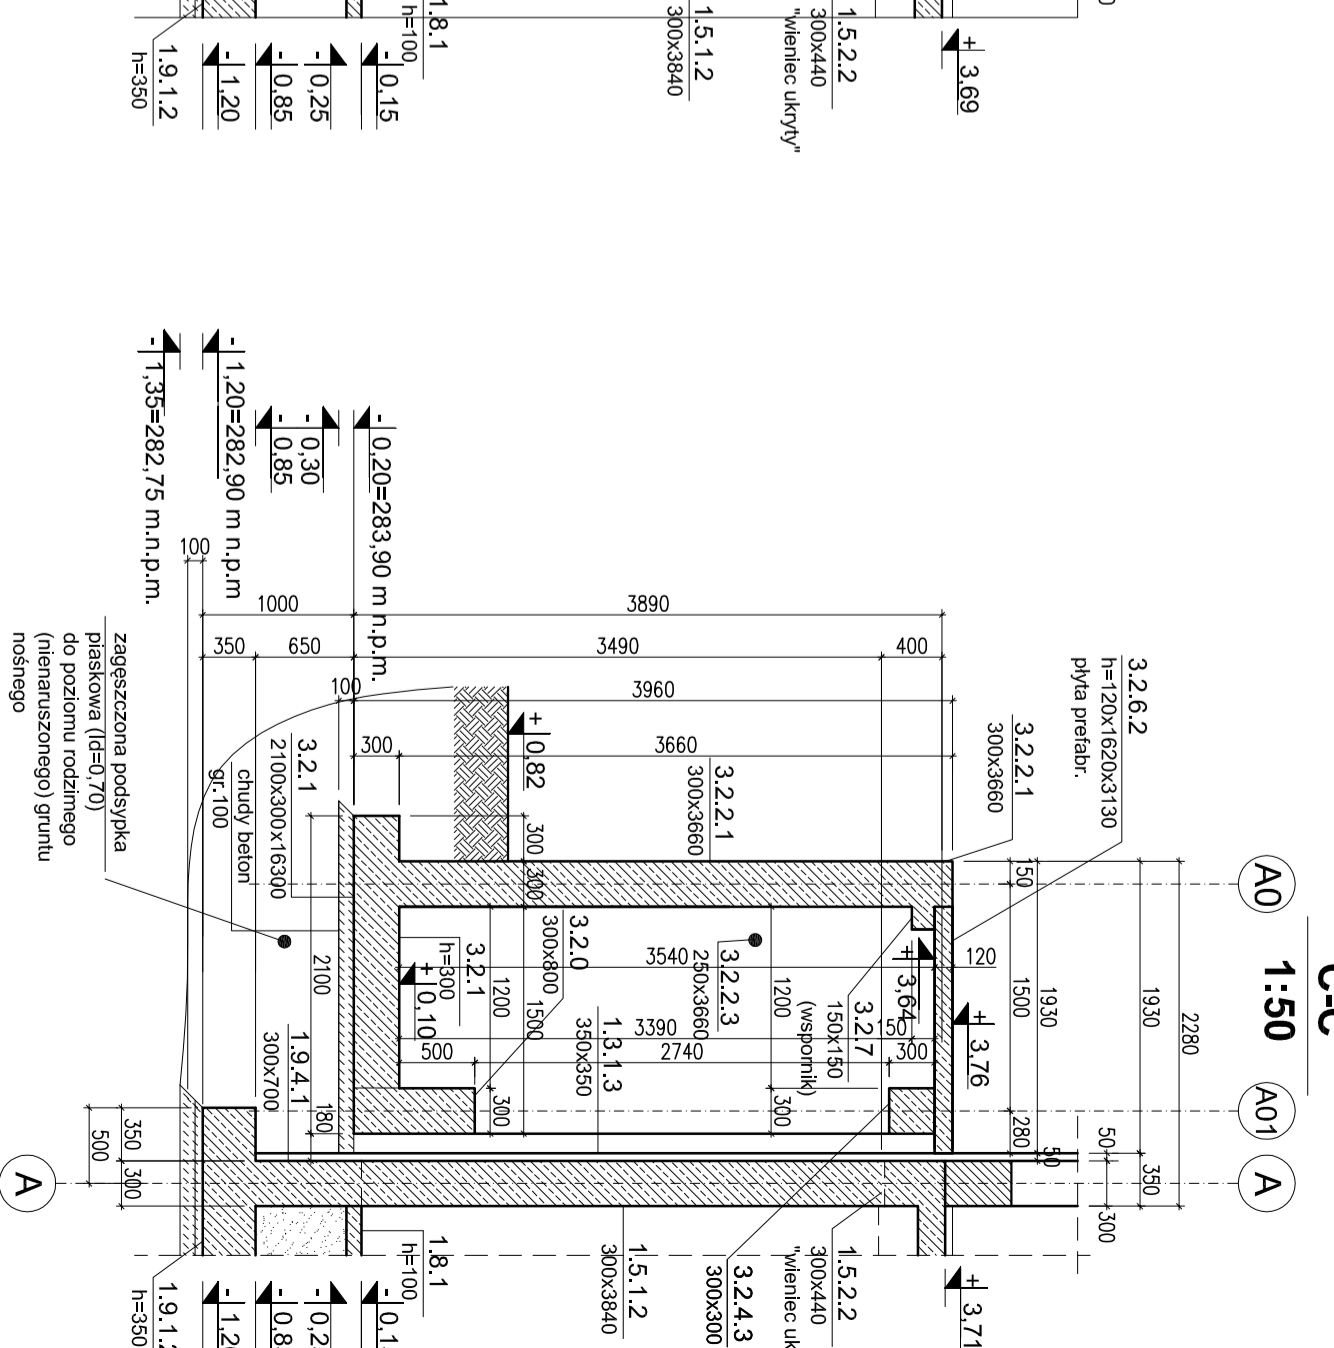 C-C
1:50
A0
A01
A
A
1.9.1.2
h=350
- 1,20
- 0,85
- 0,25
- 0,15
1.8.1
h=100
1.5.1.2
300x3840
1.5.2.2
300x440
"wieniec ukryty"
+ 3,69
- 1,35=282,75 m.n.p.m.
- 1,20=282,90 m n.p.m
- 0,85
- 0,30
- 0,20=283,90 m n.p.m.
zagęszczona podsypka
piaskowa (Id=0,70)
do poziomu rodzimego
(nienaruszonego) gruntu
nośnego
chudy beton
gr.100
3.2.1
2100x300x16300
3.2.6.2
h=120x1620x3130
płyta prefabr.
3.2.2.1
300x3660
3.2.2.1
300x3660
+ 0,82
3.2.0
300x800
3.2.1
h=300
+ 0,10
3.2.2.3
250x3660
3.2.7
150x150
(wspornik)
+ 3,64
+ 3,76
1.3.1.3
350x350
1.9.4.1
300x700
3.2.4.3
300x300
1.5.2.2
300x440
1.5.1.2
300x3840
1.8.1
h=100
h=350
+ 3,71
100
1000
3890
350
650
3490
400
100
3960
300
3660
300
300
2100
180
1200
1500
300
3540
120
3390
150
500
2740
300
1200
300
150
1500
280
1930
50
1930
350
2280
50
300
350
300
500